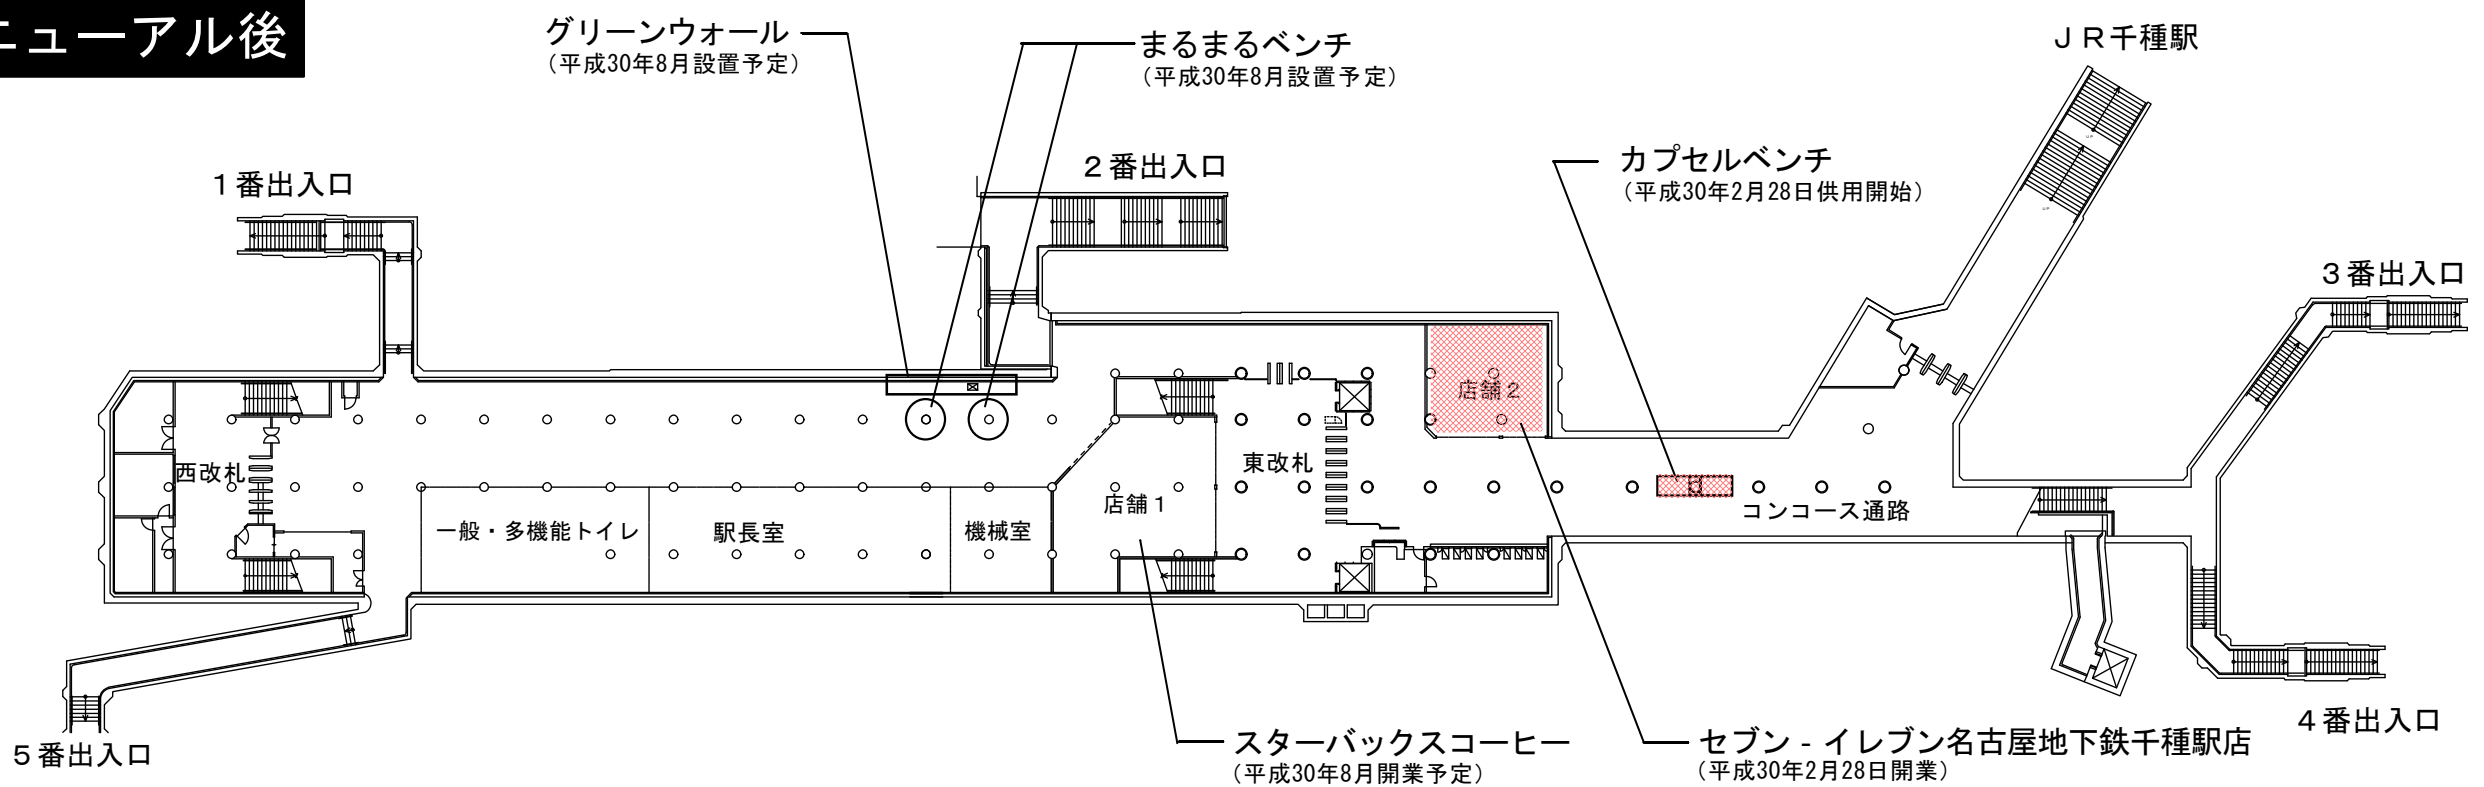 ニューアル後
グリーンウォール
（平成30年8月設置予定）
まるまるベンチ
（平成30年8月設置予定）
ＪＲ千種駅
カプセルベンチ
（平成30年2月28日供用開始）
１番出入口
２番出入口
３番出入口
店舗２
西改札
東改札
店舗１
コンコース通路
一般・多機能トイレ
駅長室
機械室
５番出入口
スターバックスコーヒー
（平成30年8月開業予定）
セブン‐イレブン名古屋地下鉄千種駅店
（平成30年2月28日開業）
４番出入口